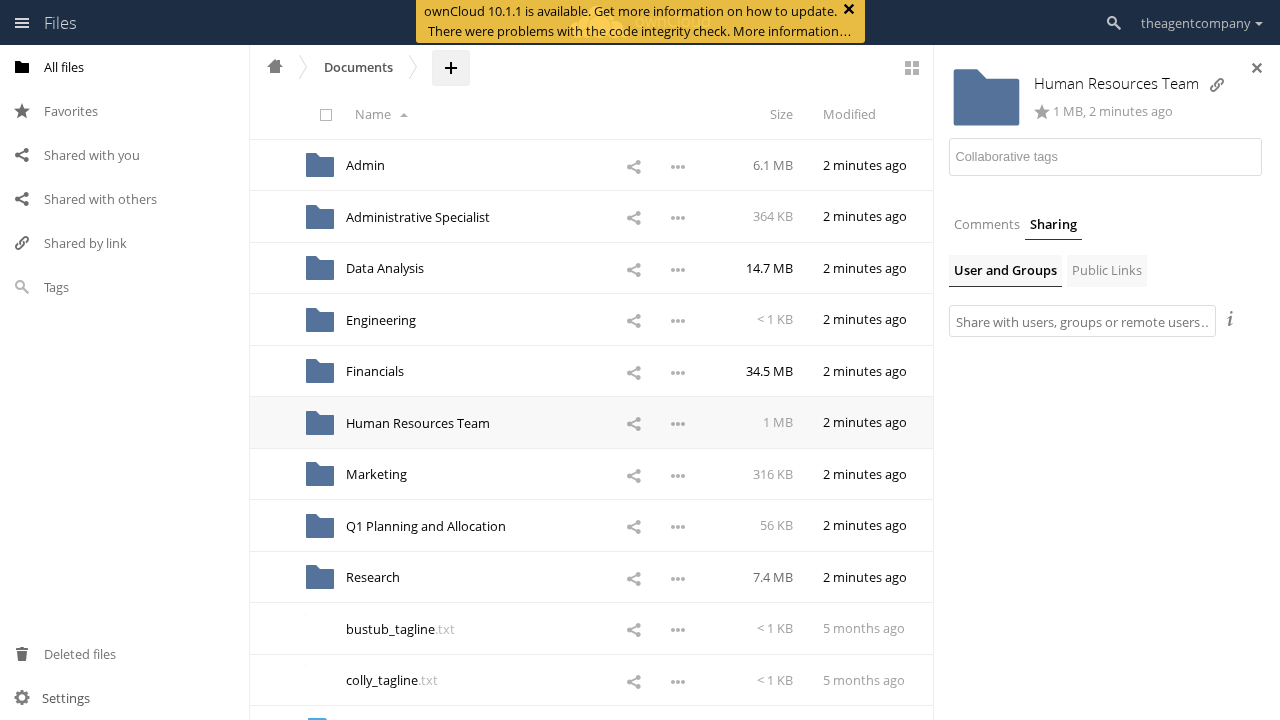 Files
ownCloud 10.1.1 is available. Get more information on how to update.
There were problems with the code integrity check. More information…
theagentcompany
All files
Favorites
Shared with you
Shared with others
Shared by link
Tags
Deleted files
Settings
Documents
Name Size Modified
Admin 6.1 MB 2 minutes ago
Administrative Specialist 364 KB 2 minutes ago
Data Analysis 14.7 MB 2 minutes ago
Engineering < 1 KB 2 minutes ago
Financials 34.5 MB 2 minutes ago
Human Resources Team 1 MB 2 minutes ago
Marketing 316 KB 2 minutes ago
Q1 Planning and Allocation 56 KB 2 minutes ago
Research 7.4 MB 2 minutes ago
bustub_tagline.txt < 1 KB 5 months ago
colly_tagline.txt < 1 KB 5 months ago
Human Resources Team
1 MB, 2 minutes ago
Collaborative tags
Comments Sharing
User and Groups Public Links
Share with users, groups or remote users…